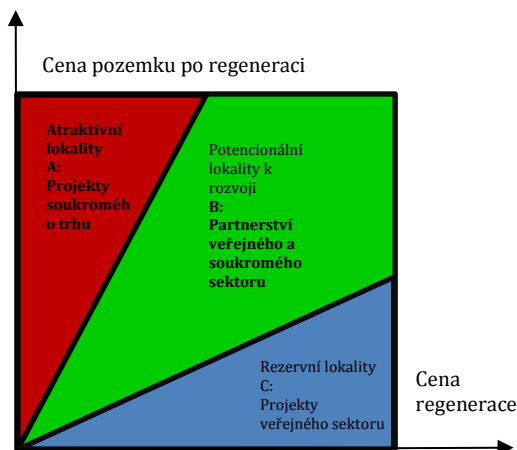 Cena pozemku po regeneraci
Atraktivní
lokality
A:
Projekty
soukroméh
o trhu
Potencionální
lokality k
rozvoji
B:
Partnerství
veřejného a
soukromého
sektoru
Rezervní lokality
C:
Projekty
veřejného sektoru
Cena
regenerace